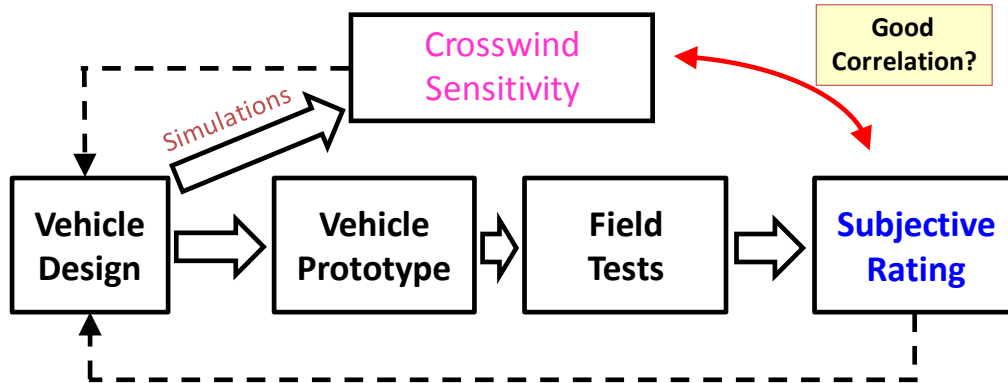 Good
Correlation?
Crosswind
Sensitivity
Simulations
Vehicle
Design
Vehicle
Prototype
Field
Tests
Subjective
Rating